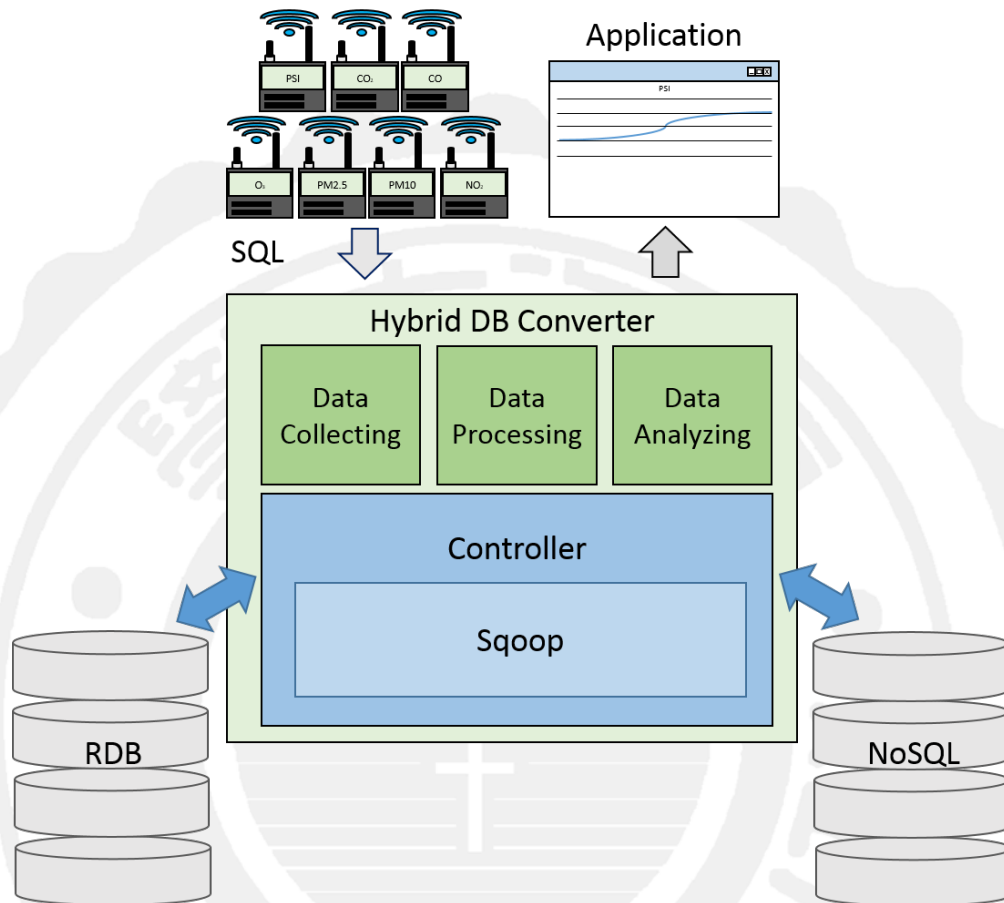 Application
PSI
CO₂
CO
PSI
O₃
PM2.5
PM10
NO₂
SQL
Hybrid DB Converter
Data
Collecting
Data
Processing
Data
Analyzing
Controller
Sqoop
RDB
NoSQL